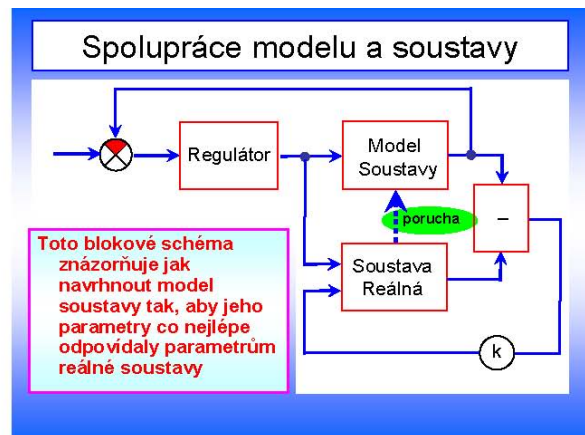 Spolupráce modelu a soustavy
Regulátor
Model
Soustavy
porucha
–
Soustava
Reálná
k
Toto blokové schéma
znázorňuje jak
navrhnout model
soustavy tak, aby jeho
parametry co nejlépe
odpovídaly parametrům
reálné soustavy